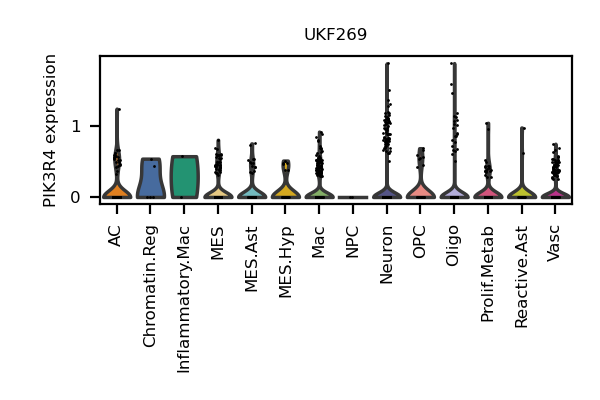 UKF269
PIK3R4 expression
1
0
AC
Chromatin.Reg
Inflammatory.Mac
MES
MES.Ast
MES.Hyp
Mac
NPC
Neuron
OPC
Oligo
Prolif.Metab
Reactive.Ast
Vasc